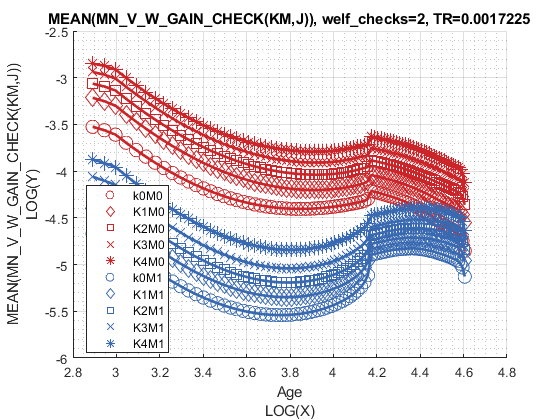 MEAN(MN_V_W_GAIN_CHECK(KM,J)), welf_checks=2, TR=0.0017225
MEAN(MN_V_W_GAIN_CHECK(KM,J))
LOG(Y)
-2.5
-3
-3.5
-4
-4.5
-5
-5.5
-6
k0M0
K1M0
K2M0
K3M0
K4M0
k0M1
K1M1
K2M1
K3M1
K4M1
2.8 3 3.2 3.4 3.6 3.8 4 4.2 4.4 4.6 4.8
Age
LOG(X)